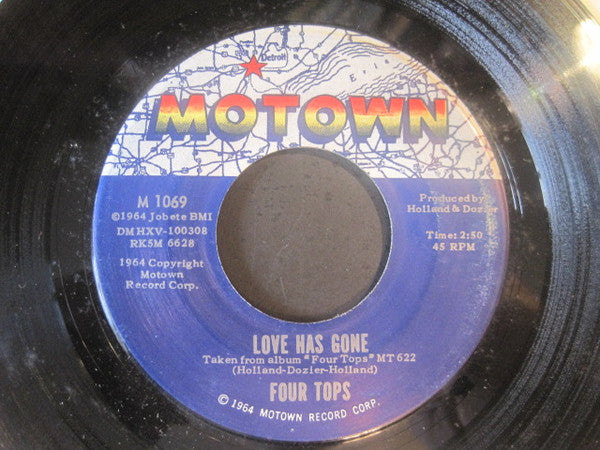 Detroit
Erie
MOTOWN
M 1069
©1964 Jobete BMI
DMHXV-100308
RK5M 6628
1964 Copyright
Motown
Record Corp.
Produced by
Holland & Dozier
Time: 2:50
45 RPM
LOVE HAS GONE
Taken from album "Four Tops" MT 622
(Holland-Dozier-Holland)
FOUR TOPS
© 1964 MOTOWN RECORD CORP.